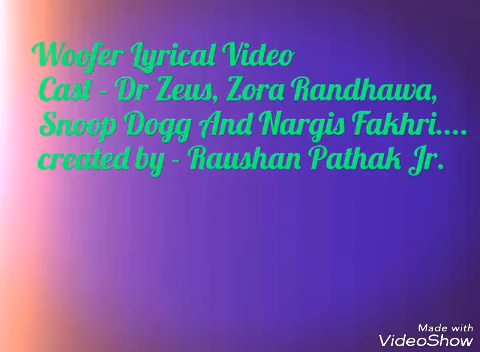 Woofer Lyrical Video
Cast - Dr Zeus, Zora Randhawa,
Snoop Dogg And Nargis Fakhri....
created by - Raushan Pathak Jr.
Made with
VideoShow